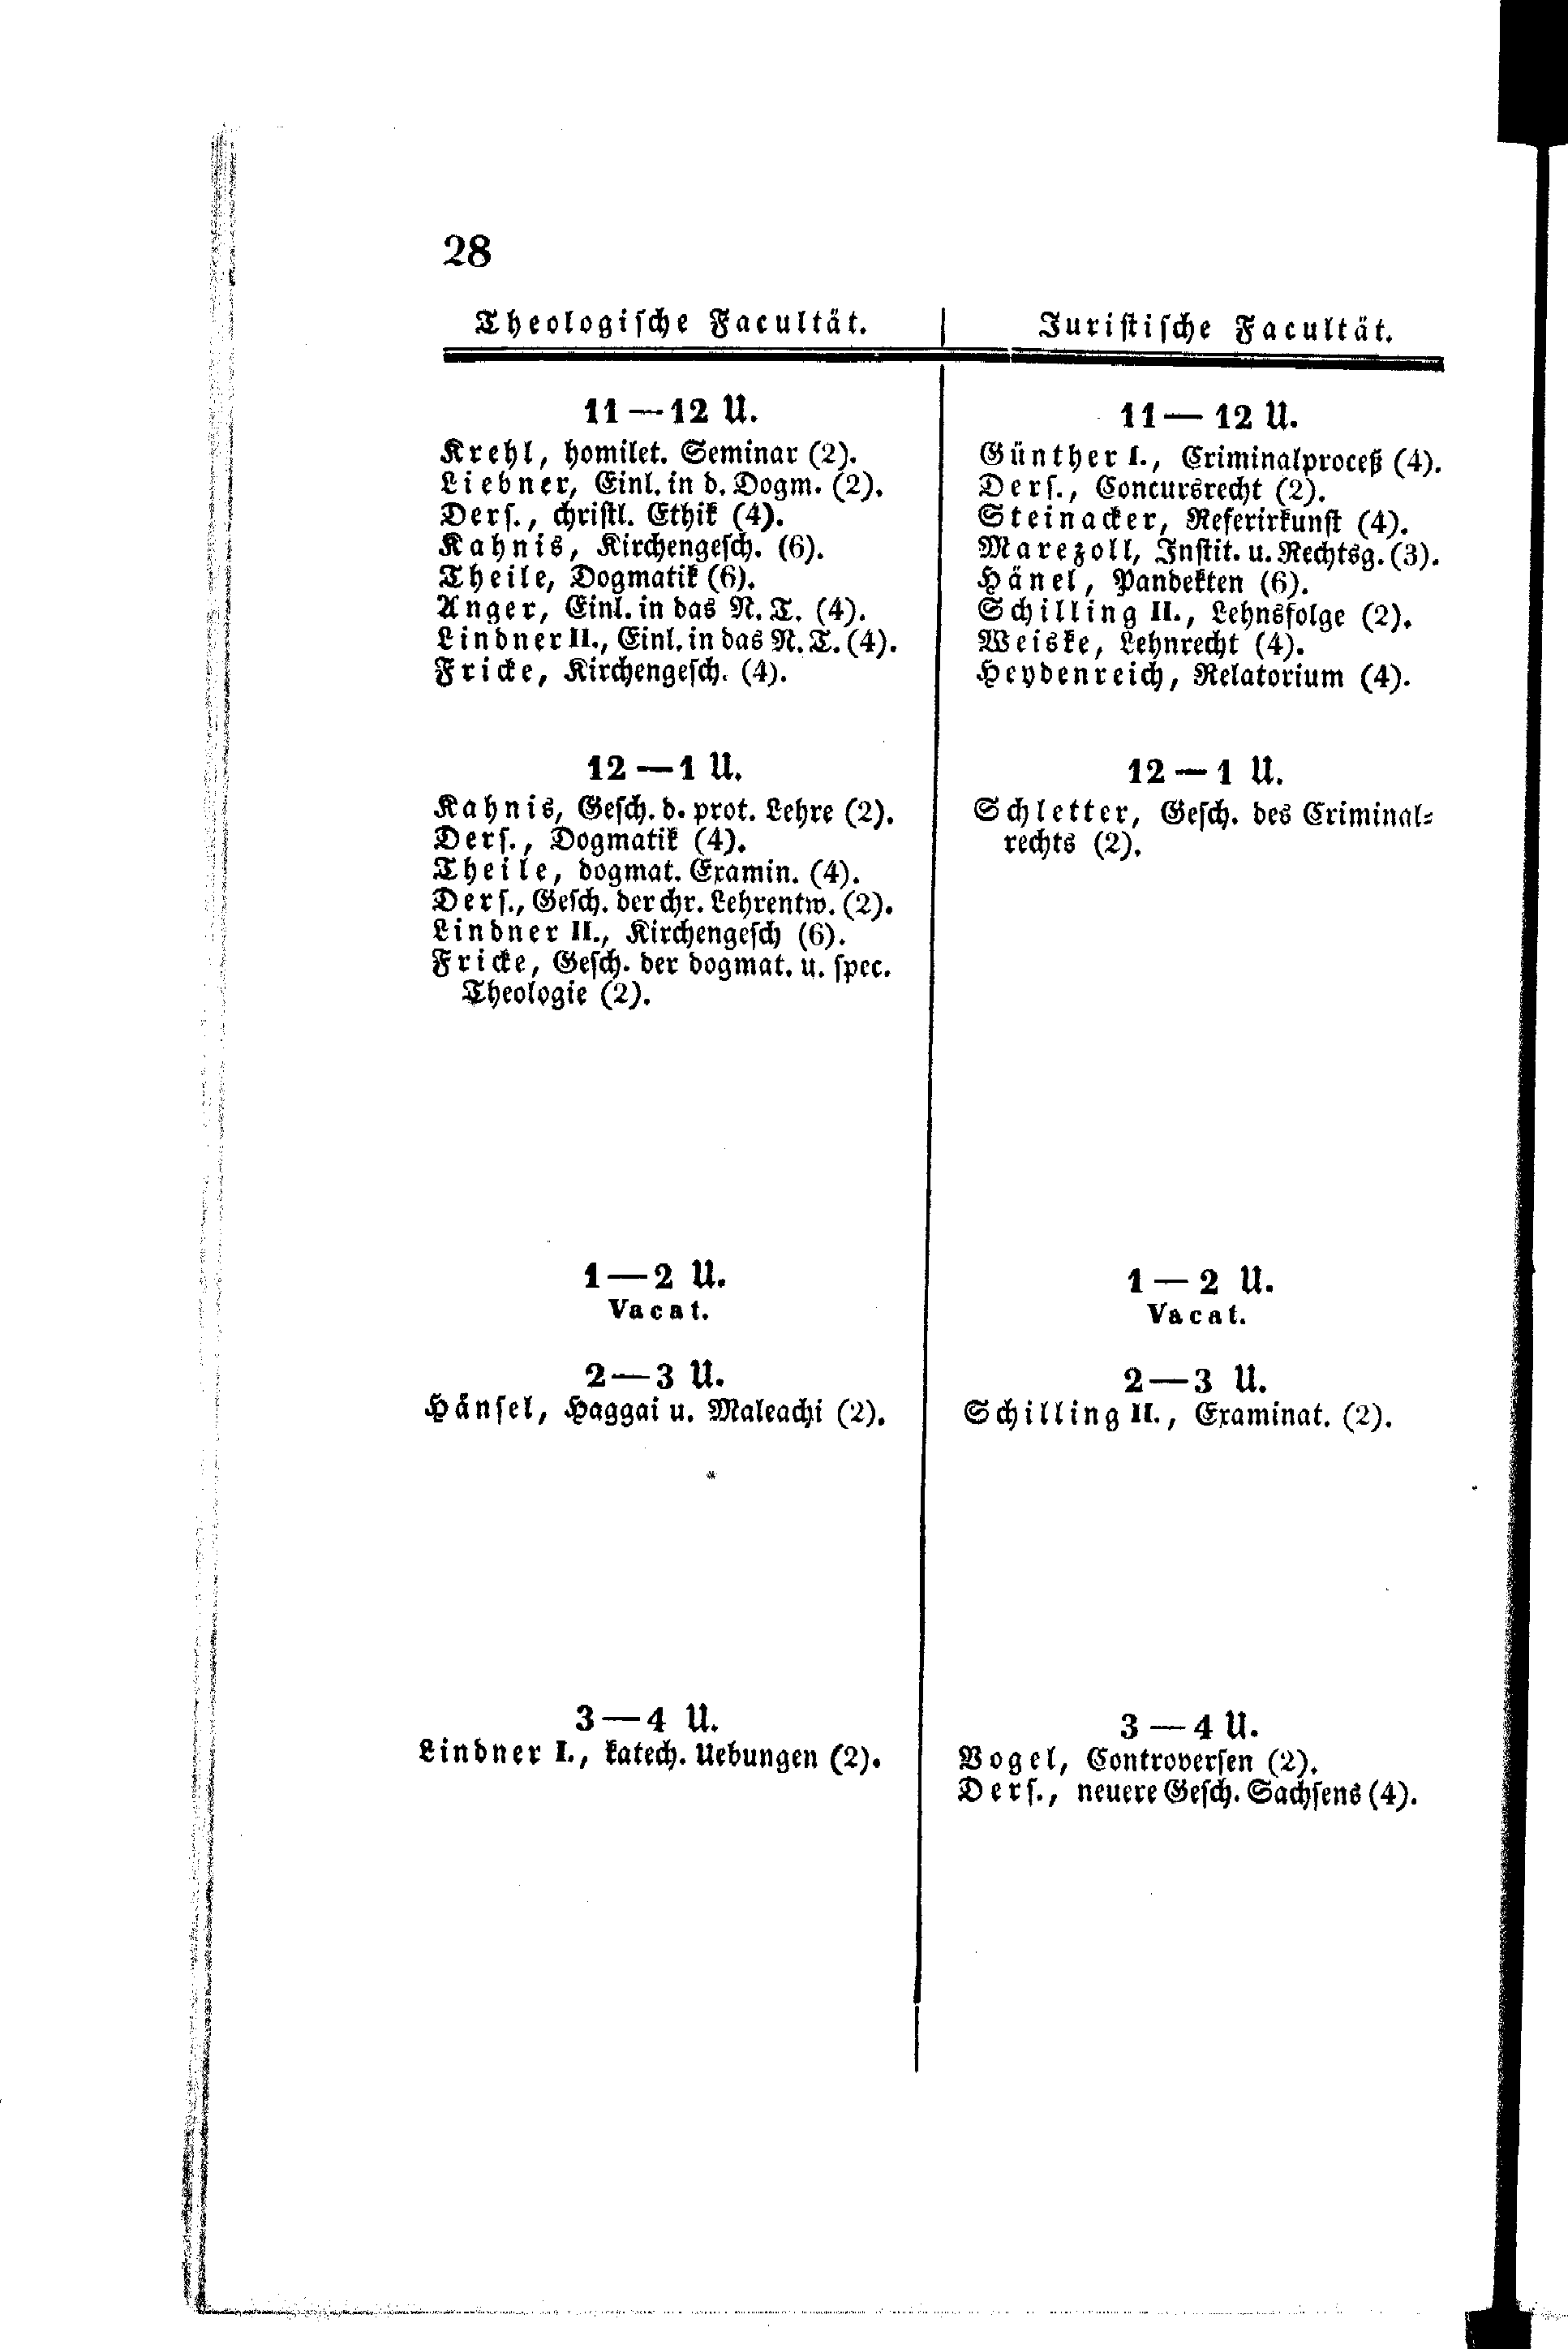 28
Theologische Facultät.
11—12 U.
Krehl, homilet. Seminar (2).
Liebner, Einl. in d. Dogm. (2).
Ders., christl. Ethik (4).
Kahnis, Kirchengesch. (6).
Theile, Dogmatik (6).
Anger, Einl. in das N. T. (4).
Lindner II., Einl. in das N. T. (4).
Fricke, Kirchengesch. (4).
12—1 U.
Kahnis, Gesch. d. prot. Lehre (2).
Ders., Dogmatik (4).
Theile, dogmat. Examin. (4).
Ders., Gesch. der chr. Lehrentw. (2).
Lindner II., Kirchengesch (6).
Fricke, Gesch. der dogmat. u. spec.
Theologie (2).
1—2 U.
Vacat.
2—3 U.
Hänsel, Haggai u. Maleachi (2).
3—4 U.
Lindner I., katech. Uebungen (2).
Juristische Facultät.
11—12 U.
Günther I., Criminalproceß (4).
Ders., Concursrecht (2).
Steinacker, Referirkunst (4).
Marezoll, Instit. u. Rechtsg. (3).
Hänel, Pandekten (6).
Schilling II., Lehnsfolge (2).
Weiske, Lehnrecht (4).
Heydenreich, Relatorium (4).
12—1 U.
Schletter, Gesch. des Criminal-
rechts (2).
1—2 U.
Vacat.
2—3 U.
Schilling II., Examinat. (2).
3—4 U.
Vogel, Controversen (2).
Ders., neuere Gesch. Sachsens (4).